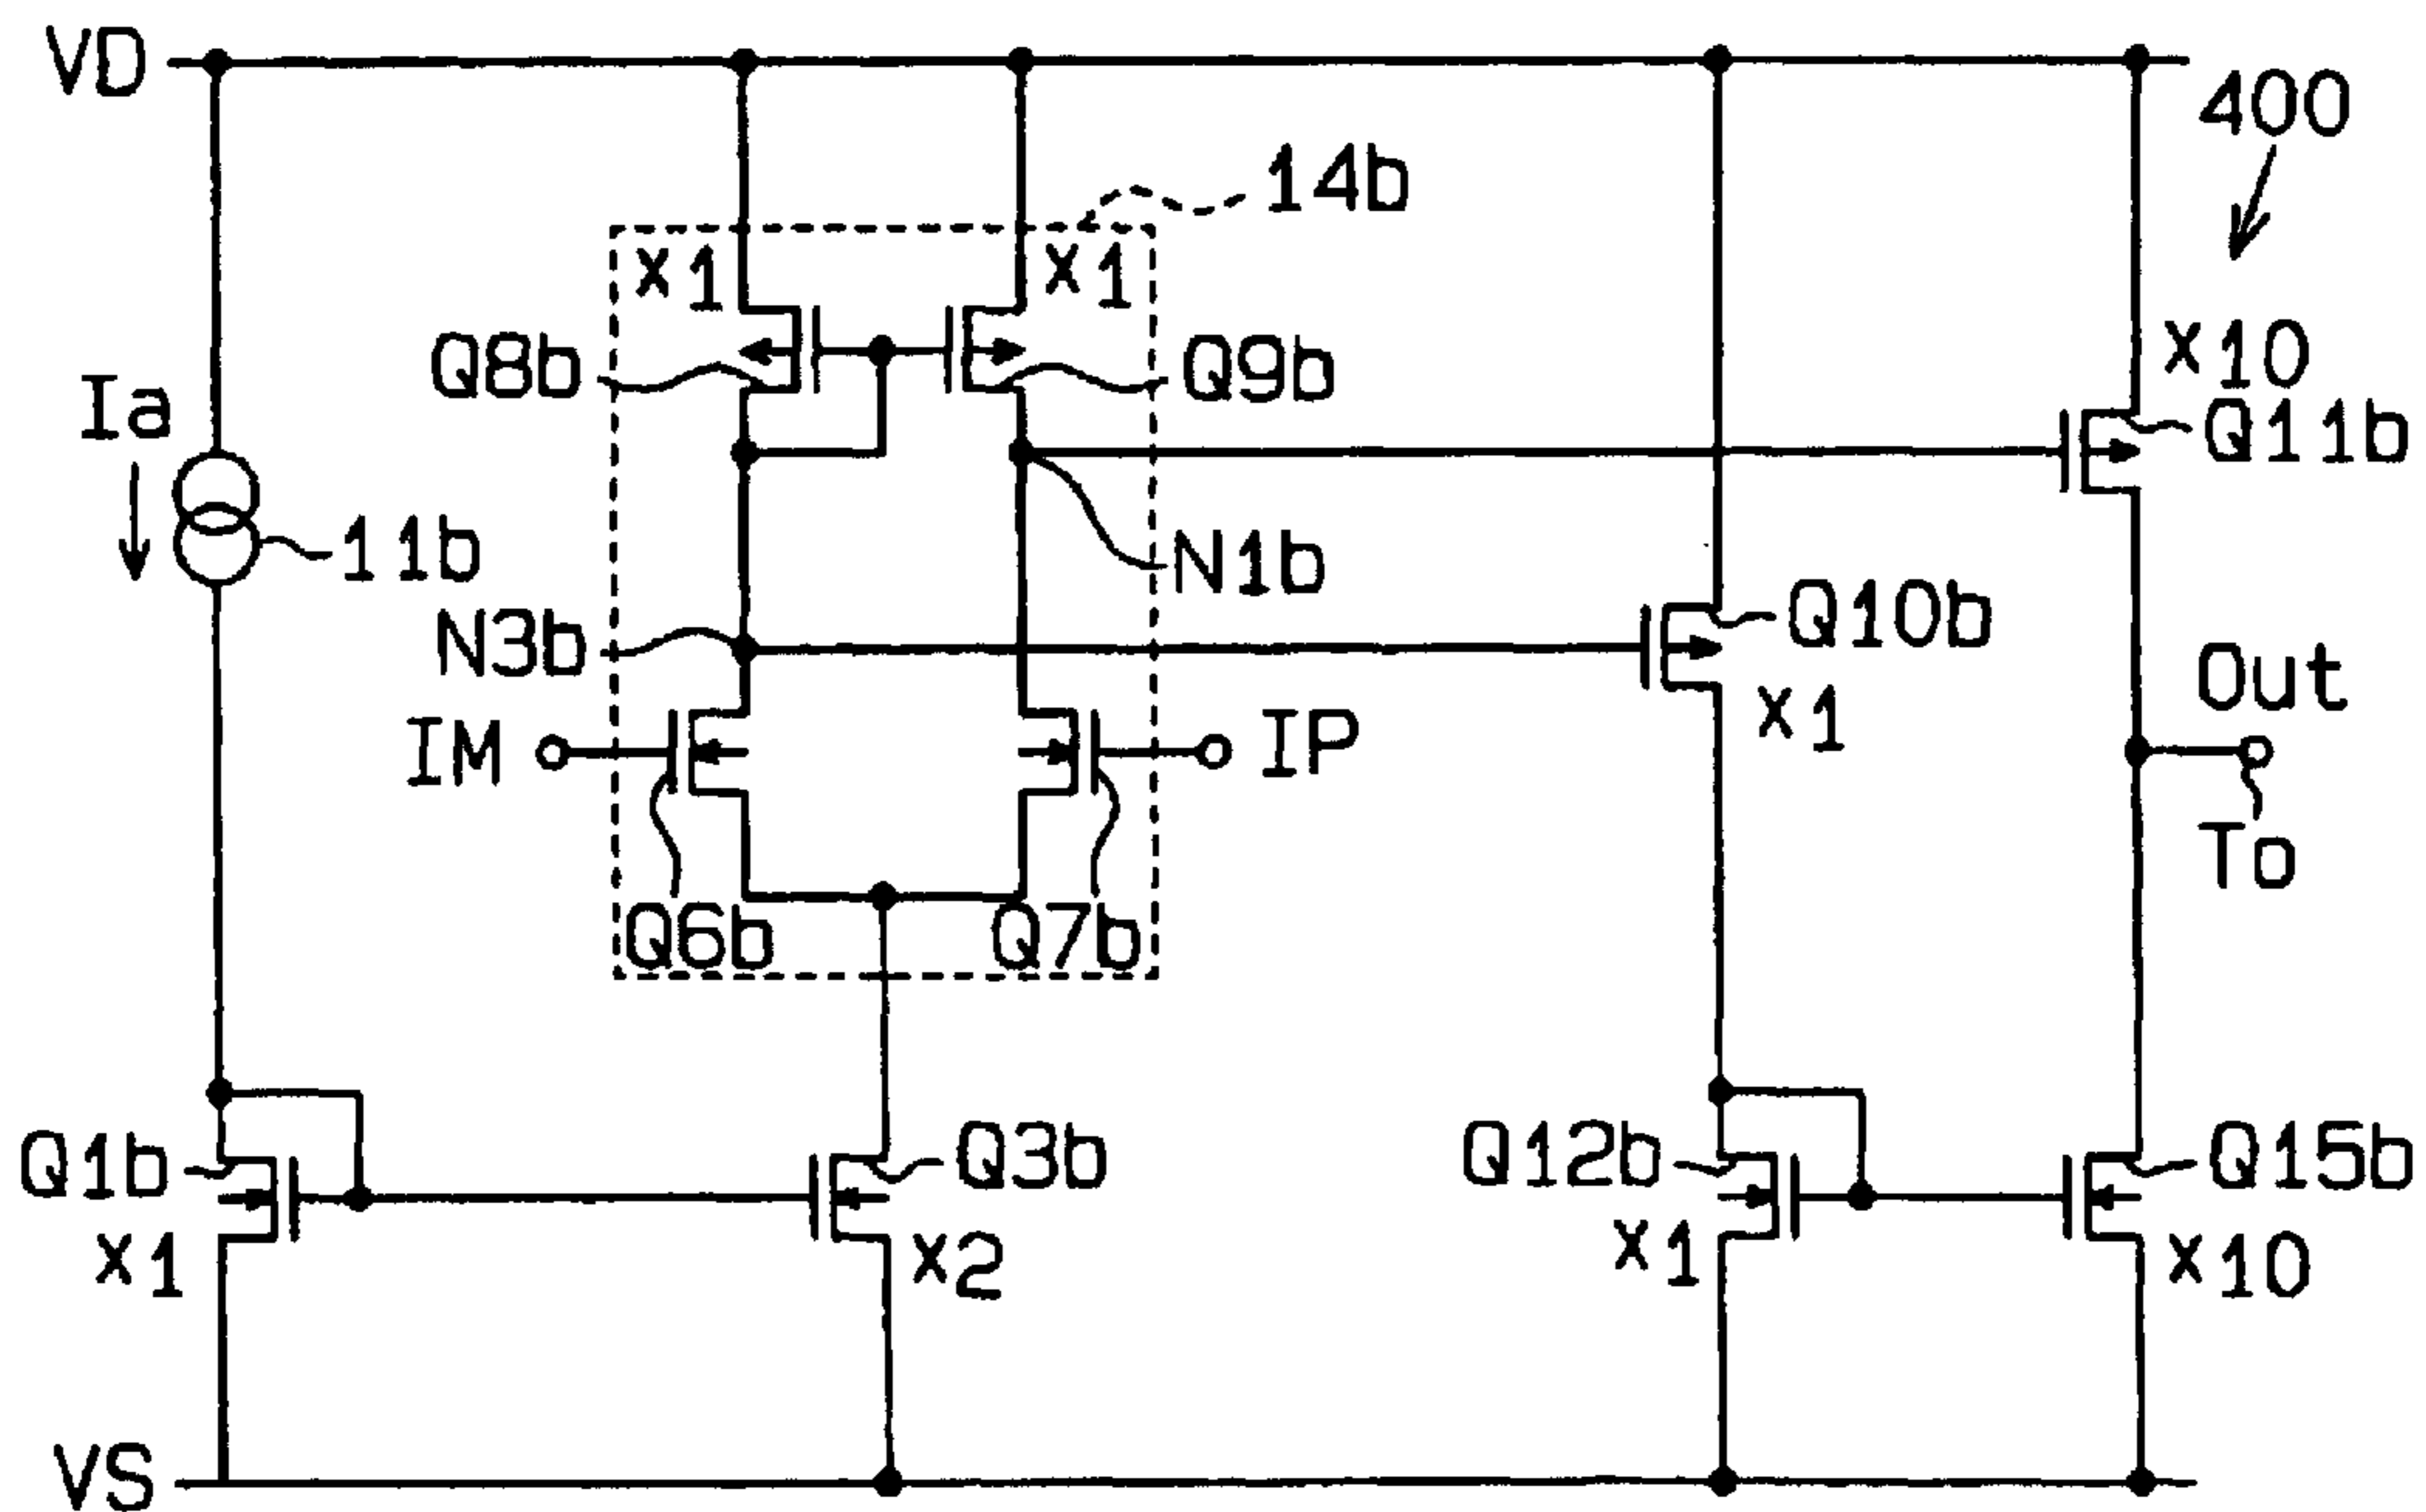 VD
400
14b
x1
x1
x10
Q8b
Q9b
Q11b
Ia
11b
N1b
Q10b
N3b
x1
Out
IM
IP
To
Q6b
Q7b
Q1b
Q3b
Q12b
Q15b
x1
x2
x1
x10
VS